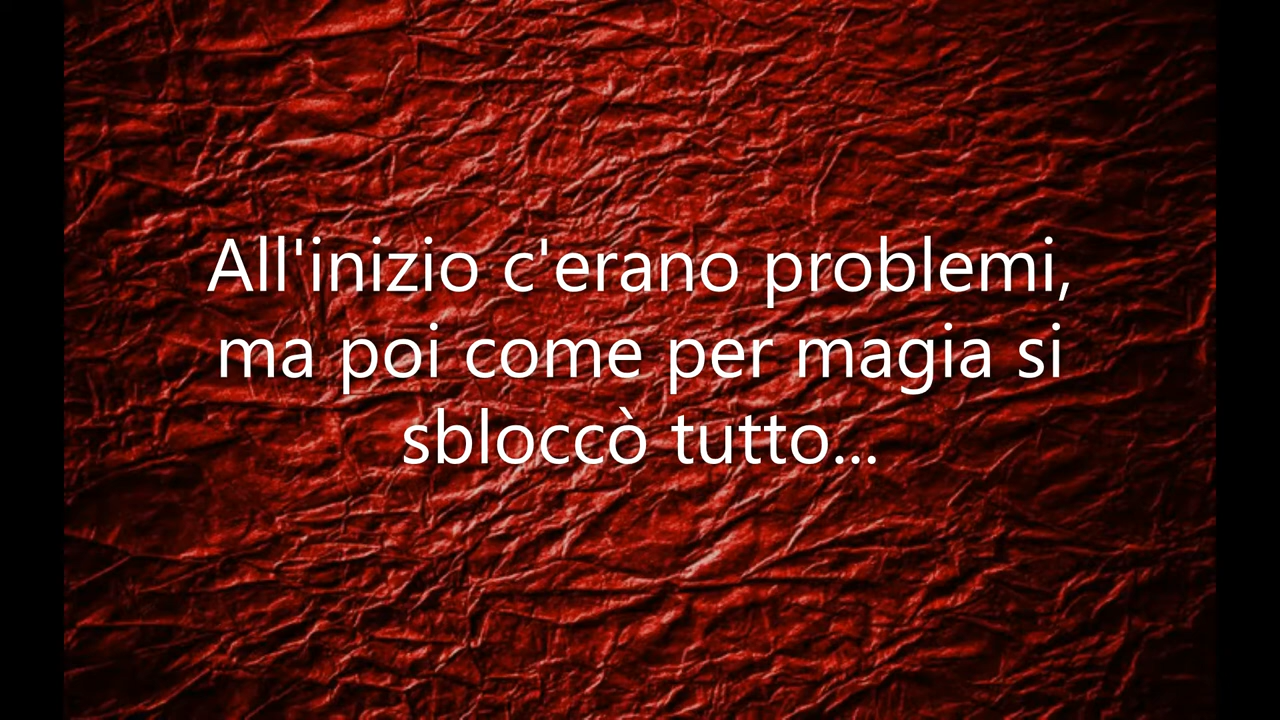 All'inizio c'erano problemi,
ma poi come per magia si
sbloccò tutto...